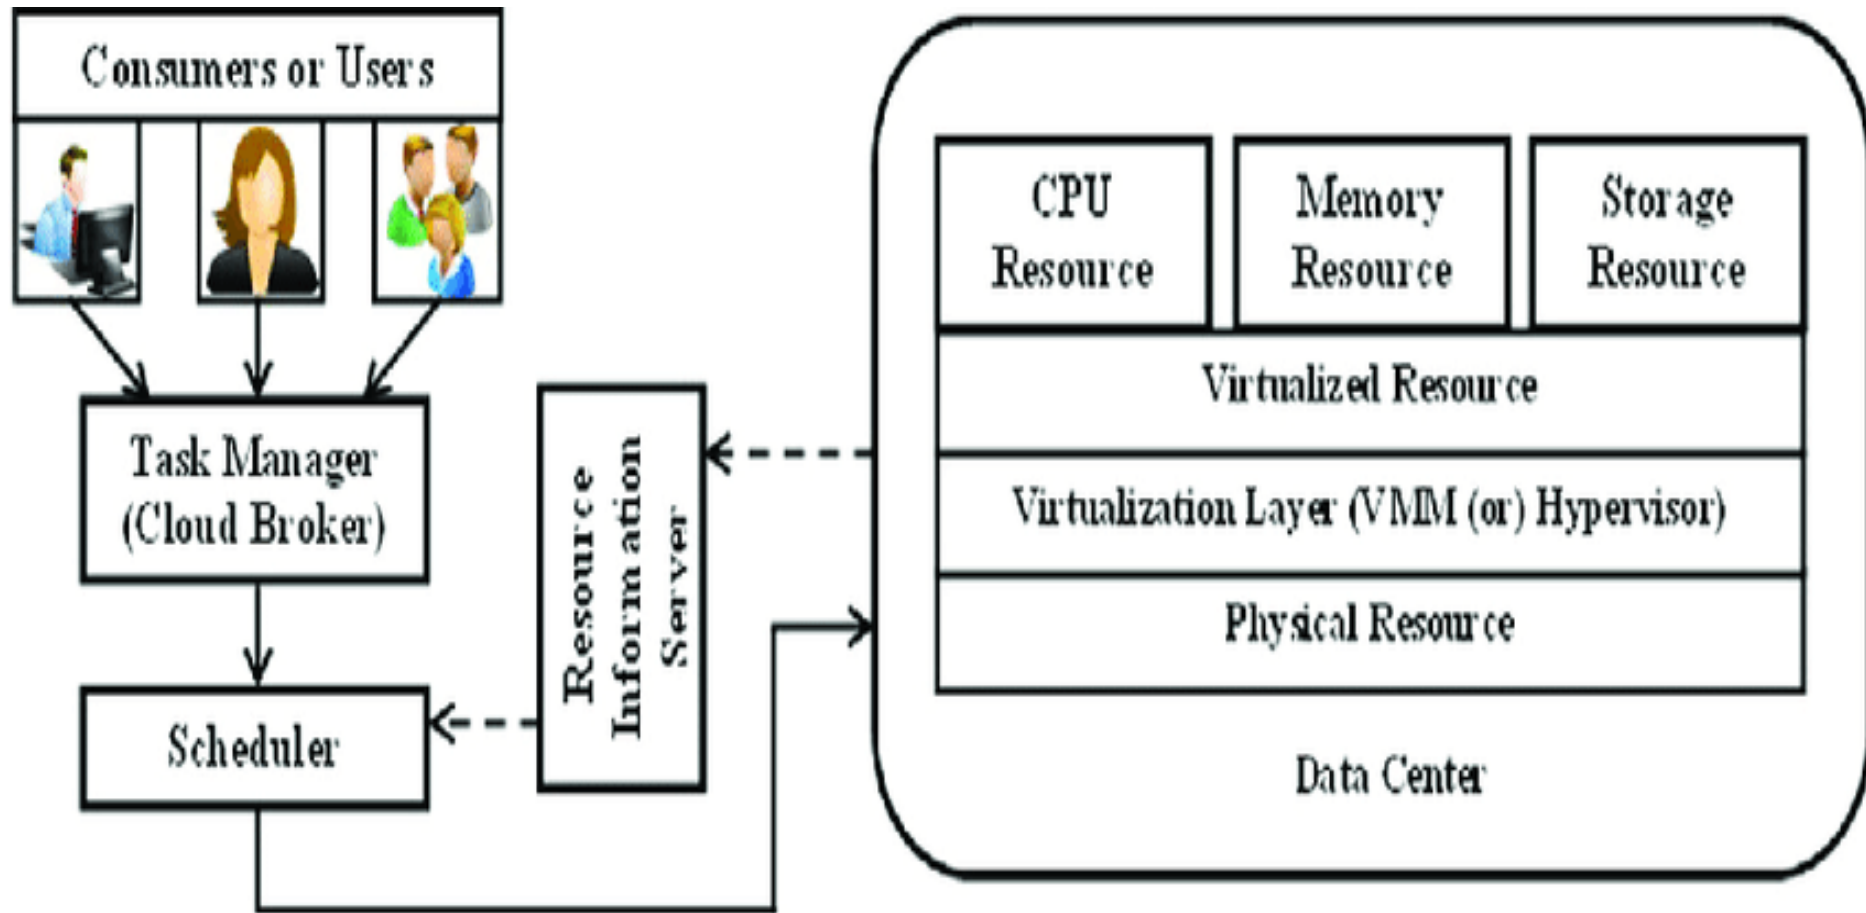 Consumers or Users
Task Manager
(Cloud Broker)
Scheduler
Resource
Information
Server
CPU
Resource
Memory
Resource
Storage
Resource
Virtualized Resource
Virtualization Layer (VMM (or) Hypervisor)
Physical Resource
Data Center